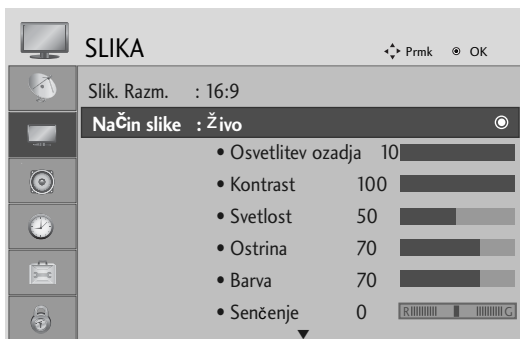 SLIKA Prmk OK
Slik. Razm. : 16:9
Način slike : Živo
• Osvetlitev ozadja 10
• Kontrast 100
• Svetlost 50
• Ostrina 70
• Barva 70
• Senčenje 0 R G